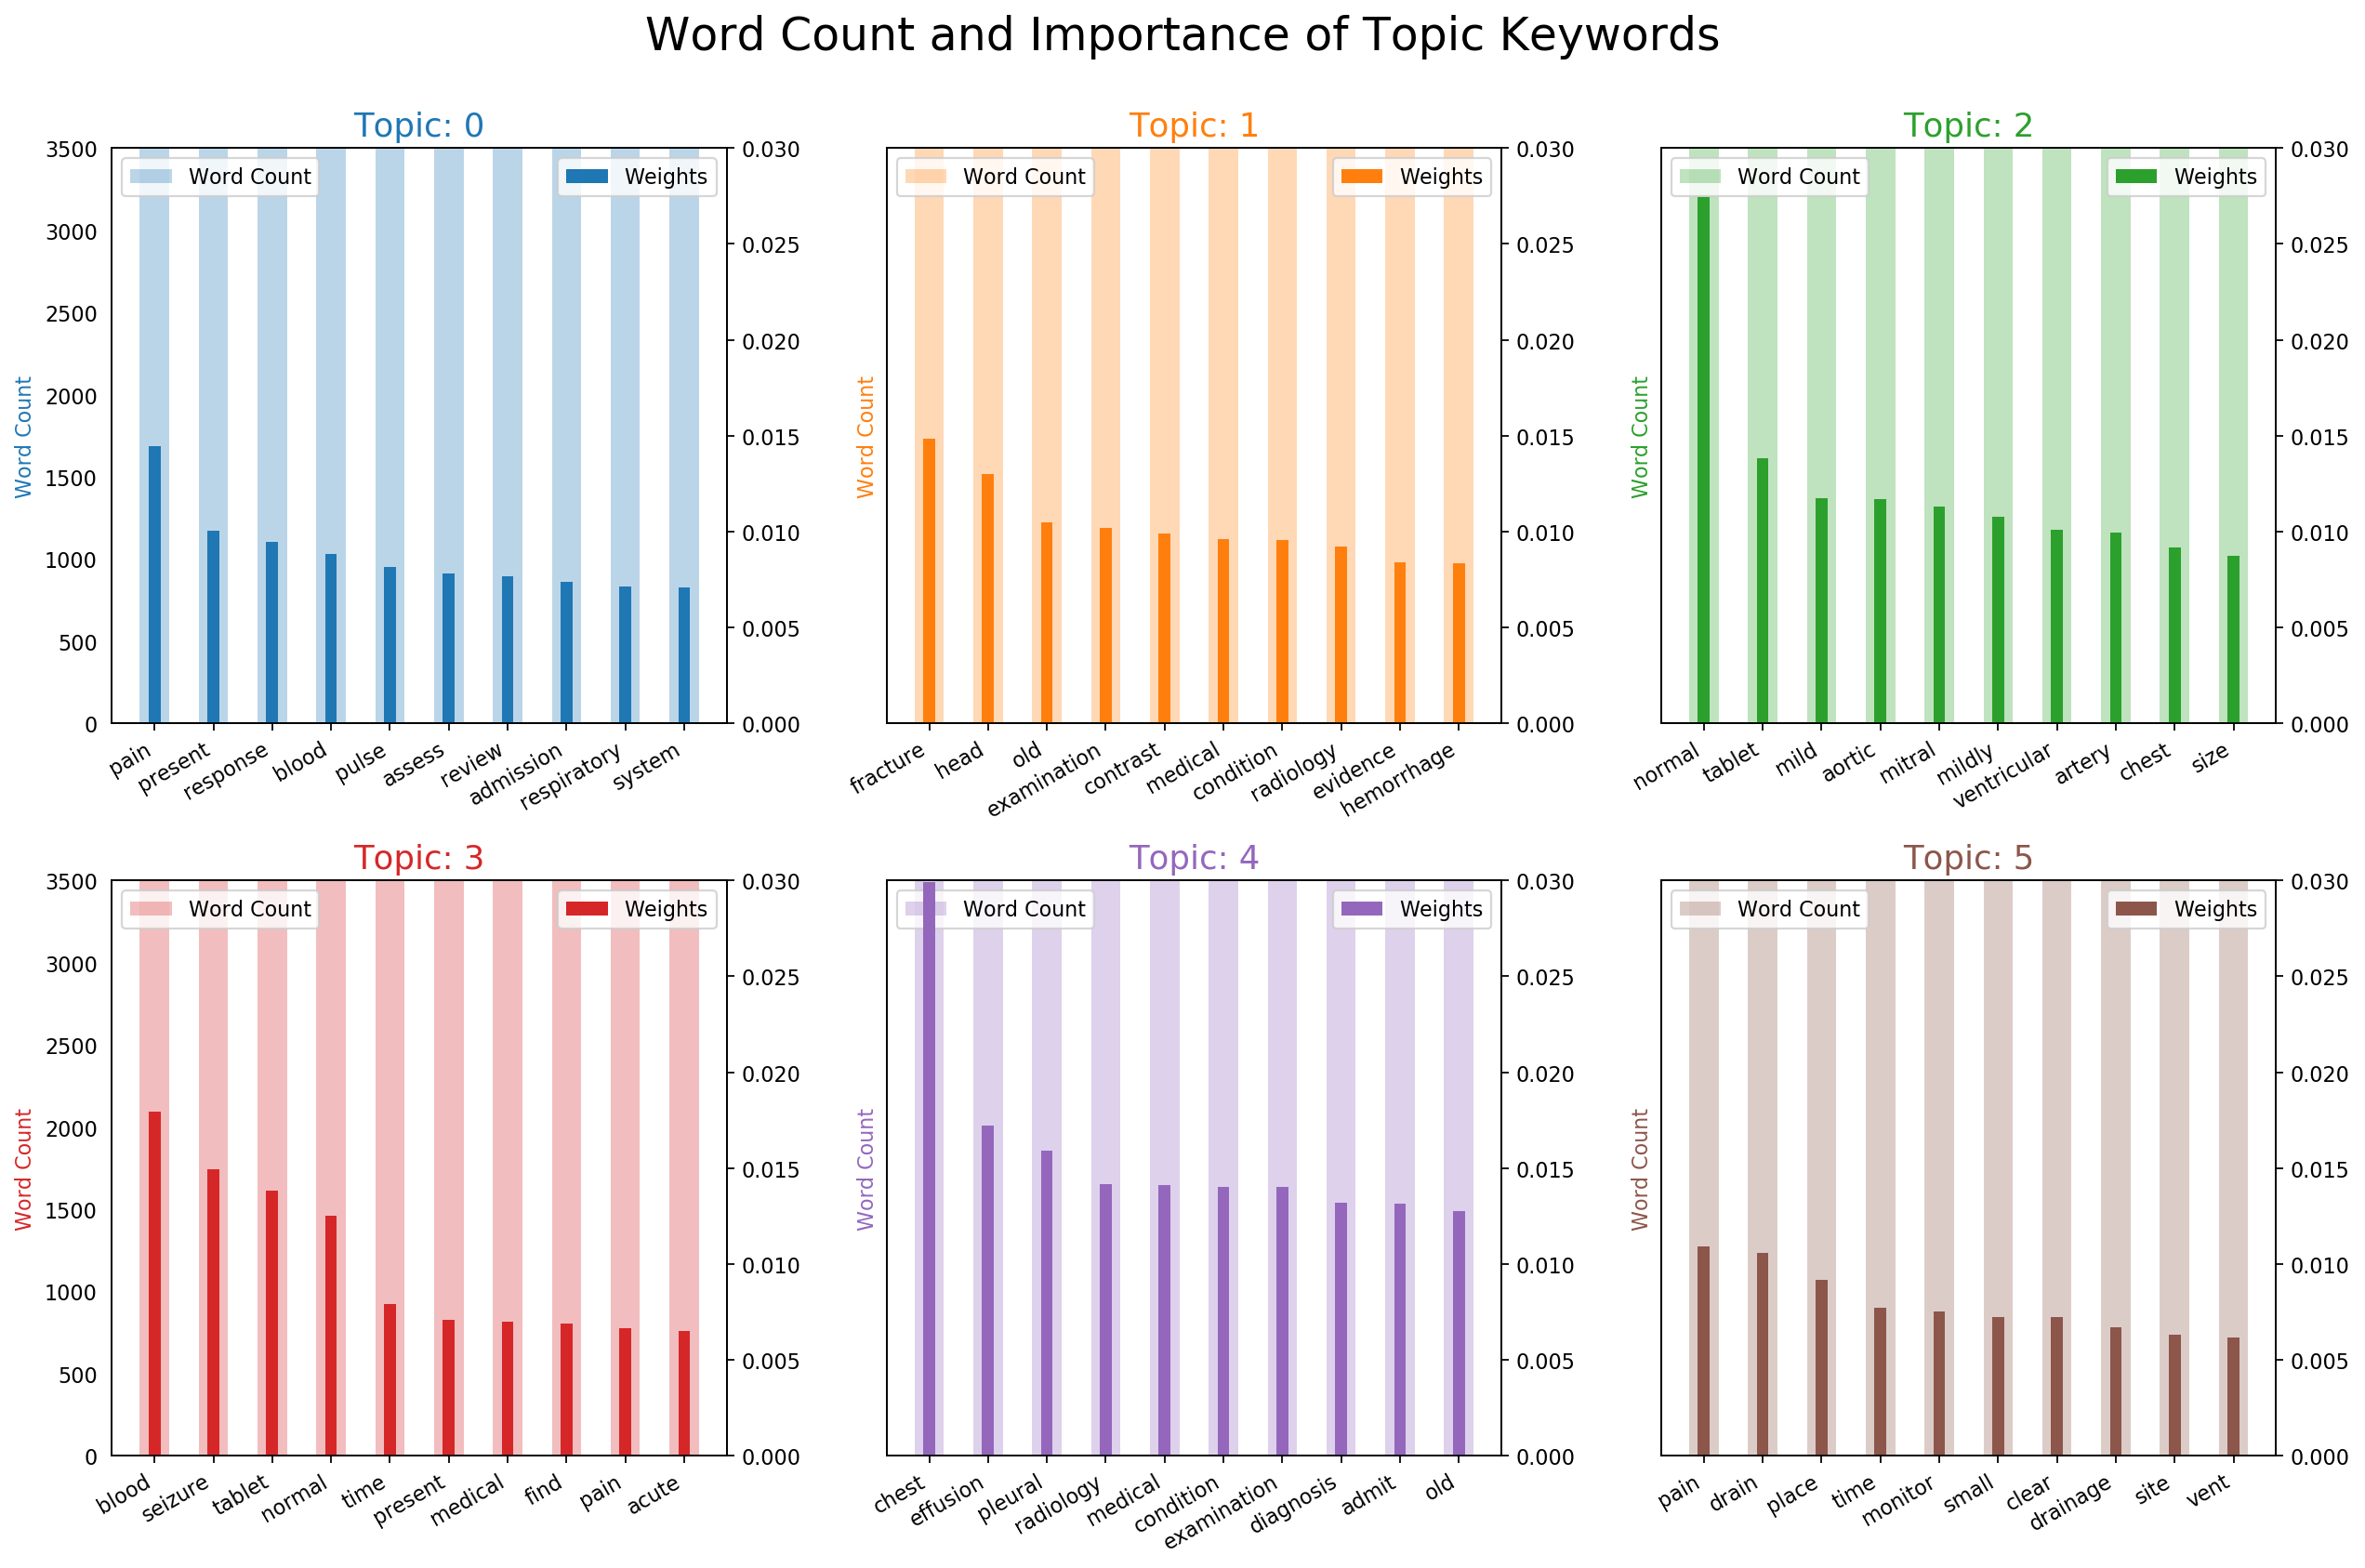 Word Count and Importance of Topic Keywords
Topic: 0
Word Count
Weights
Word Count
3500
3000
2500
2000
1500
1000
500
0
0.030
0.025
0.020
0.015
0.010
0.005
0.000
pain
present
response
blood
pulse
assess
review
admission
respiratory
system
Topic: 1
Word Count
Weights
Word Count
0.030
0.025
0.020
0.015
0.010
0.005
0.000
fracture
head
old
examination
contrast
medical
condition
radiology
evidence
hemorrhage
Topic: 2
Word Count
Weights
Word Count
0.030
0.025
0.020
0.015
0.010
0.005
0.000
normal
tablet
mild
aortic
mitral
mildly
ventricular
artery
chest
size
Topic: 3
Word Count
Weights
Word Count
3500
3000
2500
2000
1500
1000
500
0
0.030
0.025
0.020
0.015
0.010
0.005
0.000
blood
seizure
tablet
normal
time
present
medical
find
pain
acute
Topic: 4
Word Count
Weights
Word Count
0.030
0.025
0.020
0.015
0.010
0.005
0.000
chest
effusion
pleural
radiology
medical
condition
examination
diagnosis
admit
old
Topic: 5
Word Count
Weights
Word Count
0.030
0.025
0.020
0.015
0.010
0.005
0.000
pain
drain
place
time
monitor
small
clear
drainage
site
vent